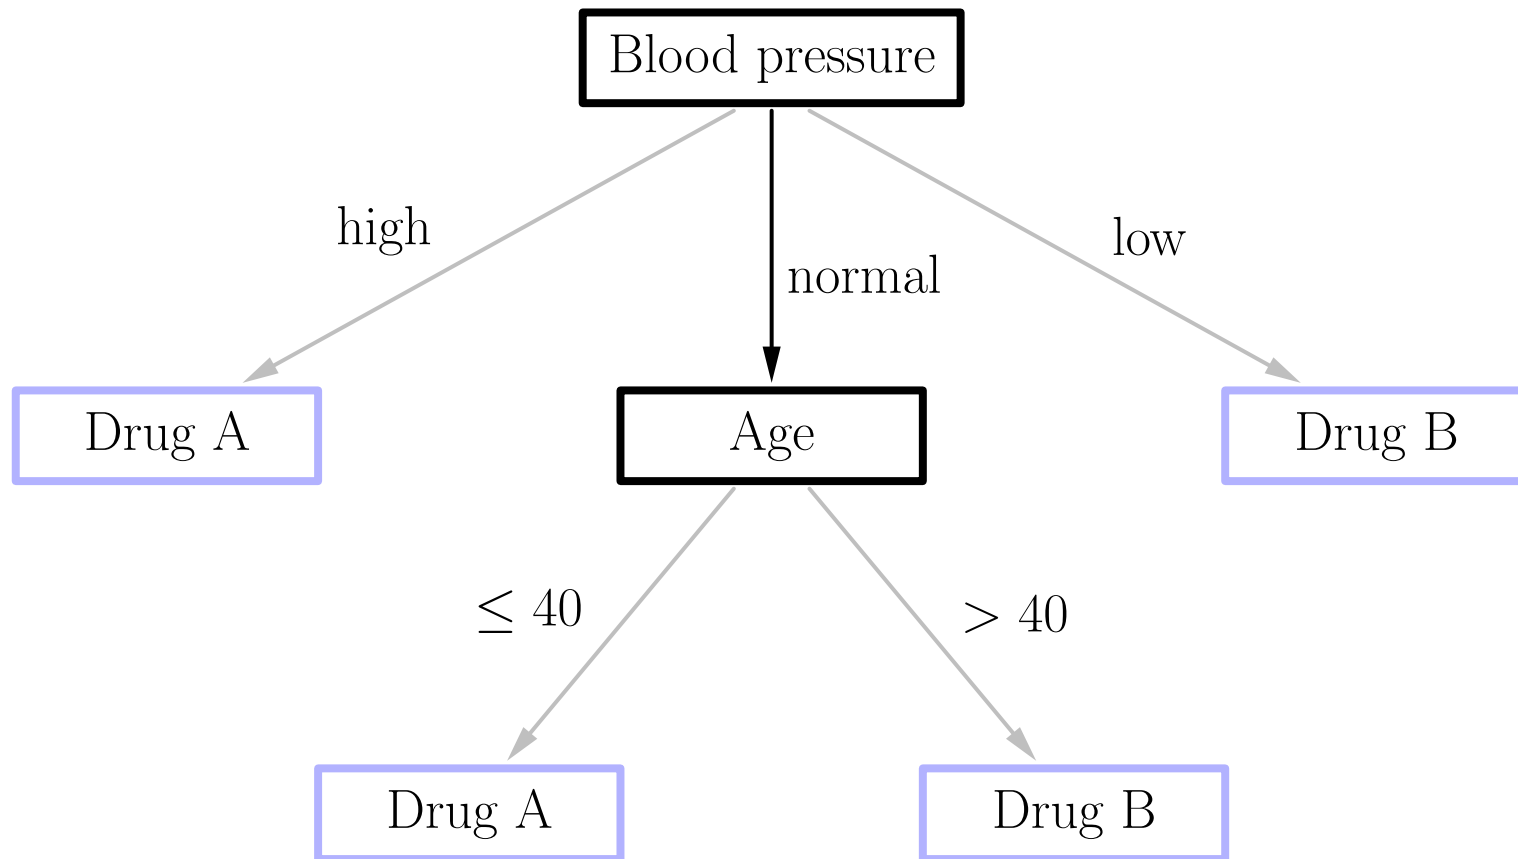 Blood pressure
high
low
normal
Drug A
Age
Drug B
≤ 40
> 40
Drug A
Drug B